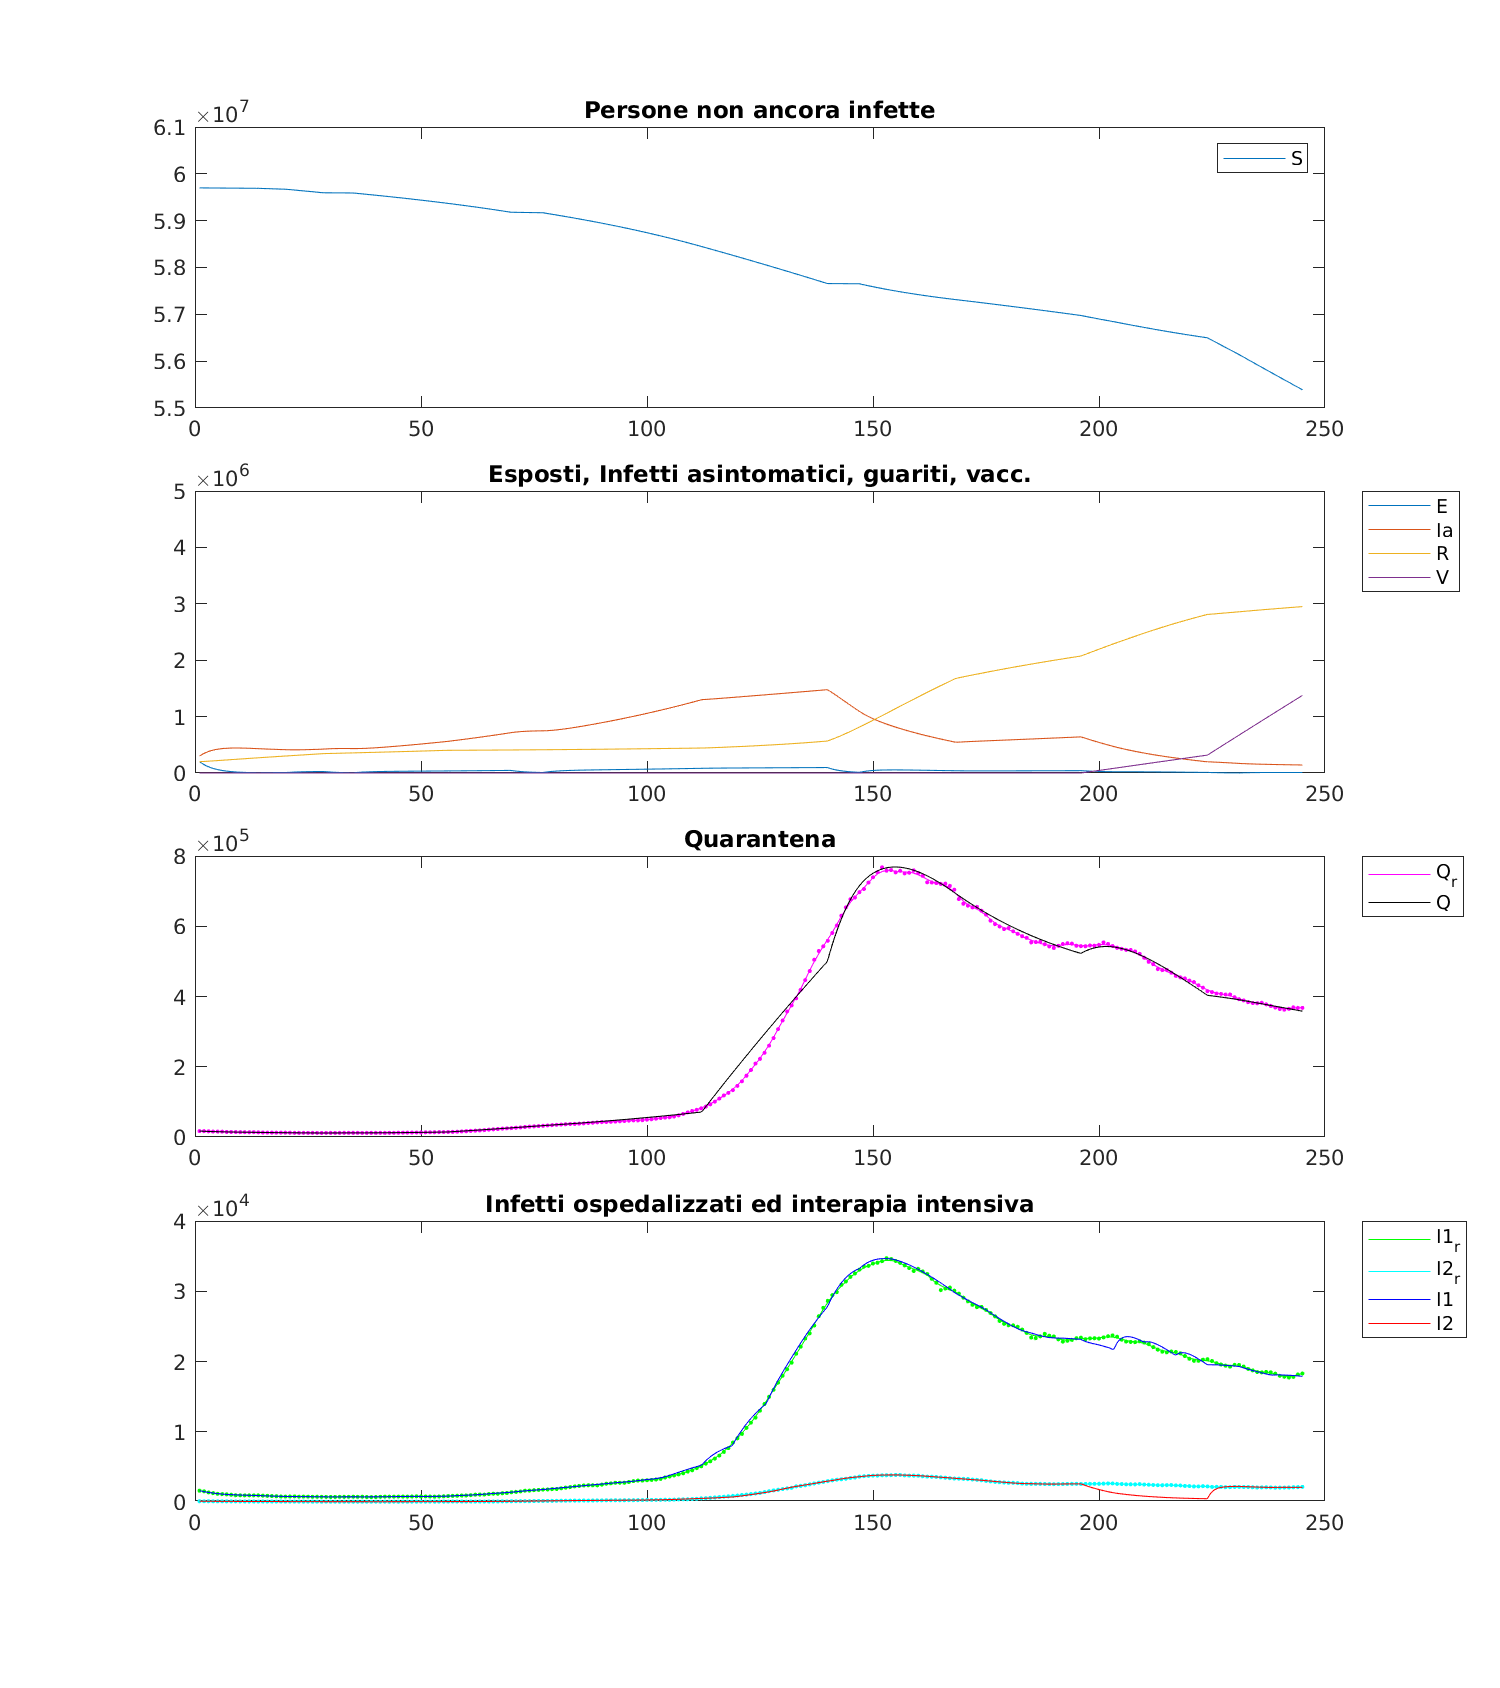 Persone non ancora infette
×10^7
6.1
6
5.9
5.8
5.7
5.6
5.5
0 50 100 150 200 250
S
Esposti, Infetti asintomatici, guariti, vacc.
×10^6
5
4
3
2
1
0
0 50 100 150 200 250
E
Ia
R
V
Quarantena
×10^5
8
6
4
2
0
0 50 100 150 200 250
Q_r
Q
Infetti ospedalizzati ed interapia intensiva
×10^4
4
3
2
1
0
0 50 100 150 200 250
I1_r
I2_r
I1
I2